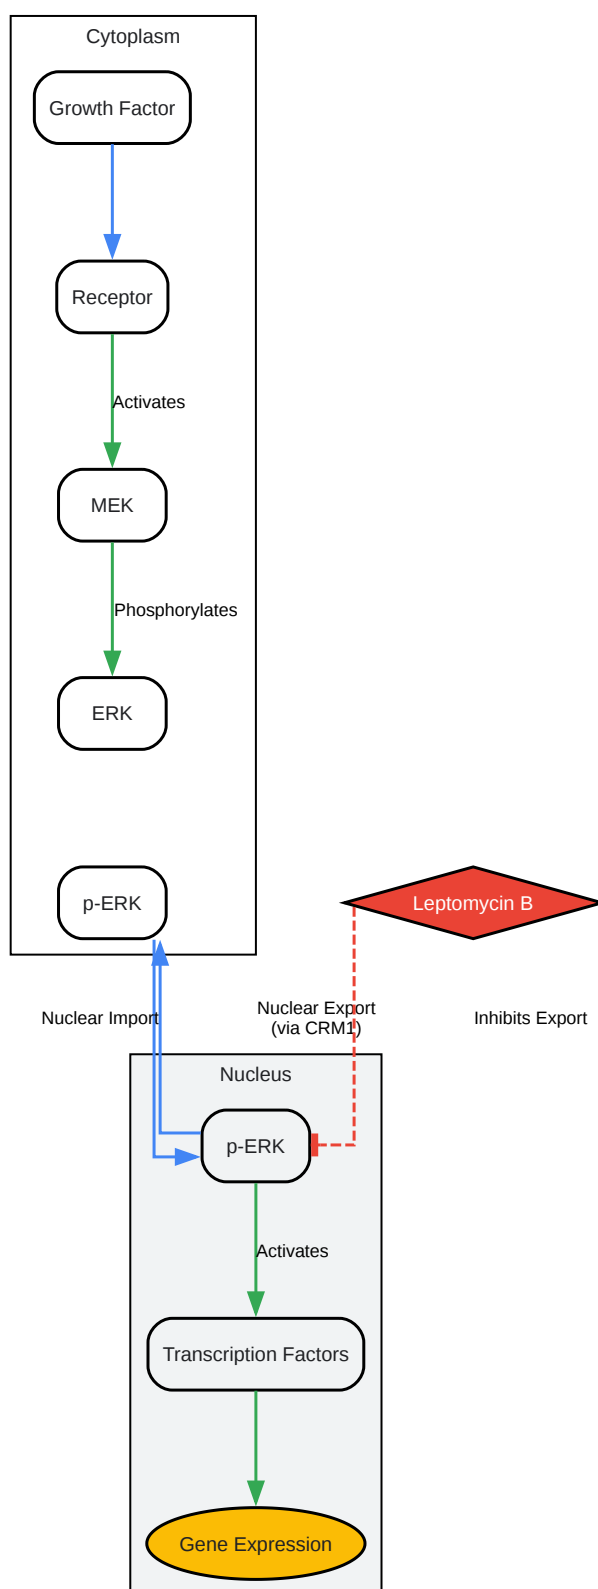 Cytoplasm
Growth Factor
Receptor
Activates
MEK
Phosphorylates
ERK
p-ERK
Leptomycin B
Nuclear Import
Nuclear Export
(via CRM1)
Inhibits Export
Nucleus
p-ERK
Activates
Transcription Factors
Gene Expression